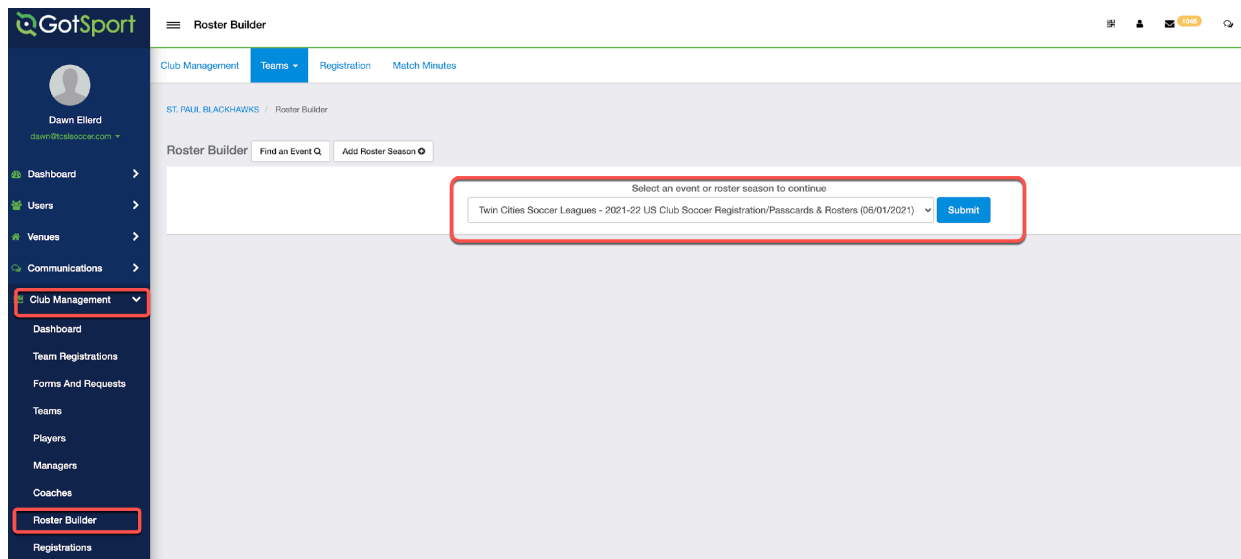 GotSport
Roster Builder
1045
Dawn Ellerd
dawn@tcslsoccer.com
Dashboard
Users
Venues
Communications
Club Management
Dashboard
Team Registrations
Forms And Requests
Teams
Players
Managers
Coaches
Roster Builder
Registrations
Club Management Teams Registration Match Minutes
ST. PAUL BLACKHAWKS / Roster Builder
Roster Builder Find an Event Add Roster Season
Select an event or roster season to continue
Twin Cities Soccer Leagues - 2021-22 US Club Soccer Registration/Passcards & Rosters (06/01/2021) Submit